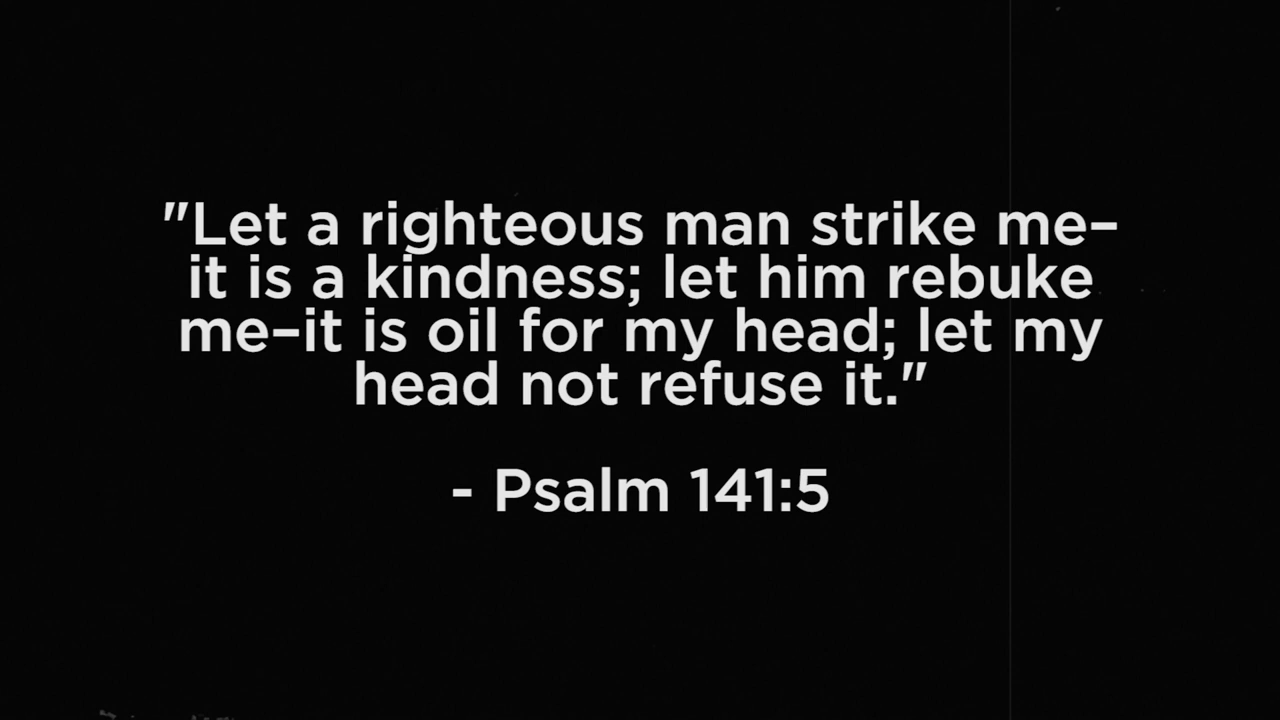 "Let a righteous man strike me–
it is a kindness; let him rebuke
me–it is oil for my head; let my
head not refuse it."
- Psalm 141:5